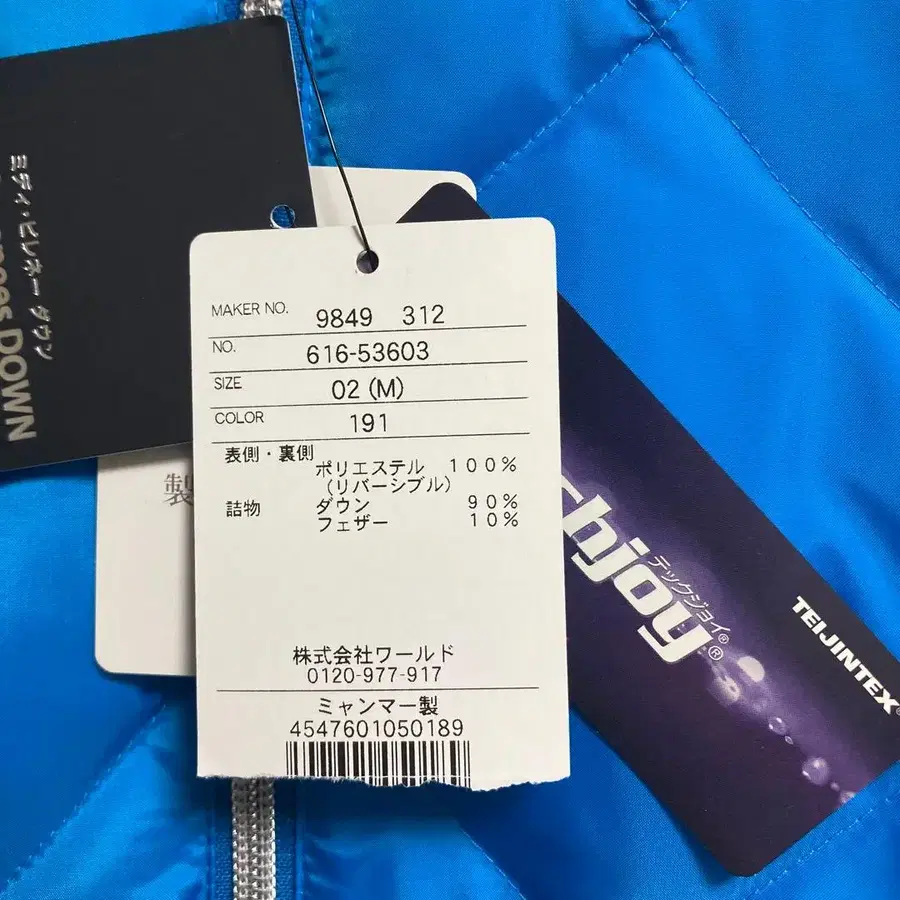 ミディ・ピレネー ダウン
DOWN
製
MAKER NO. 9849 312
NO. 616-53603
SIZE 02 (M)
COLOR 191
表側・裏側
ポリエステル 100%
(リバーシブル)
詰物 ダウン 90%
フェザー 10%
株式会社ワールド
0120-977-917
ミャンマー製
4547601050189
hjoy®
テックジョイ®
TEIJINTEX®